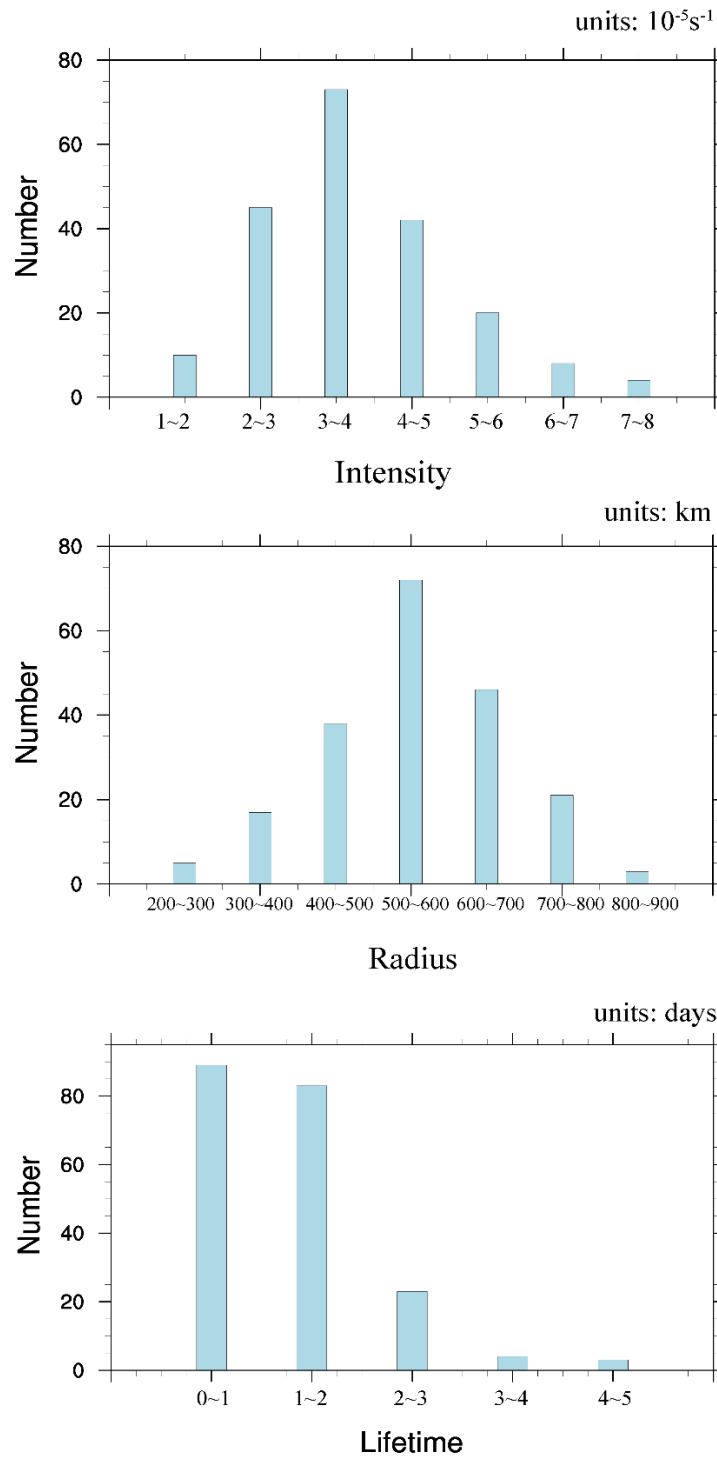 units: 10⁻⁵s⁻¹
80
60
40
20
0
Number
1~2 2~3 3~4 4~5 5~6 6~7 7~8
Intensity
units: km
80
60
40
20
0
Number
200~300 300~400 400~500 500~600 600~700 700~800 800~900
Radius
units: days
80
60
40
20
0
Number
0~1 1~2 2~3 3~4 4~5
Lifetime